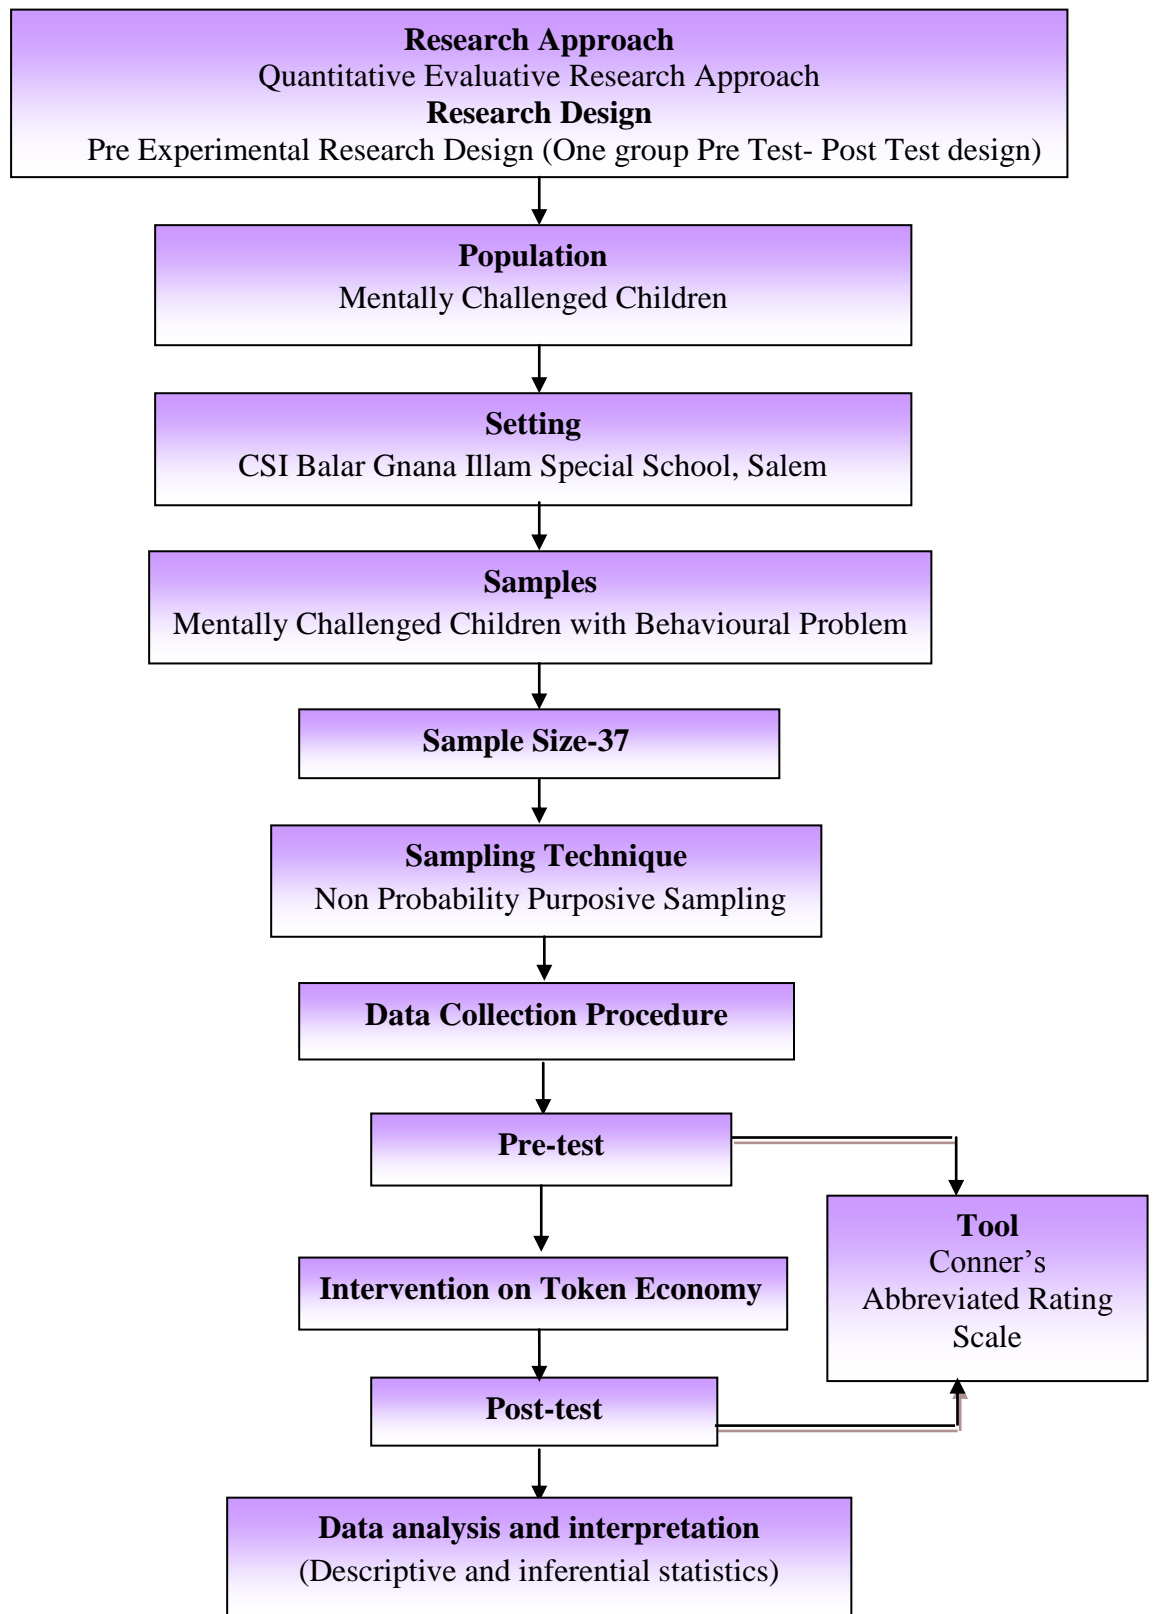 Research Approach
Quantitative Evaluative Research Approach
Research Design
Pre Experimental Research Design (One group Pre Test- Post Test design)
Population
Mentally Challenged Children
Setting
CSI Balar Gnana Illam Special School, Salem
Samples
Mentally Challenged Children with Behavioural Problem
Sample Size-37
Sampling Technique
Non Probability Purposive Sampling
Data Collection Procedure
Pre-test
Tool
Conner’s
Abbreviated Rating
Scale
Intervention on Token Economy
Post-test
Data analysis and interpretation
(Descriptive and inferential statistics)